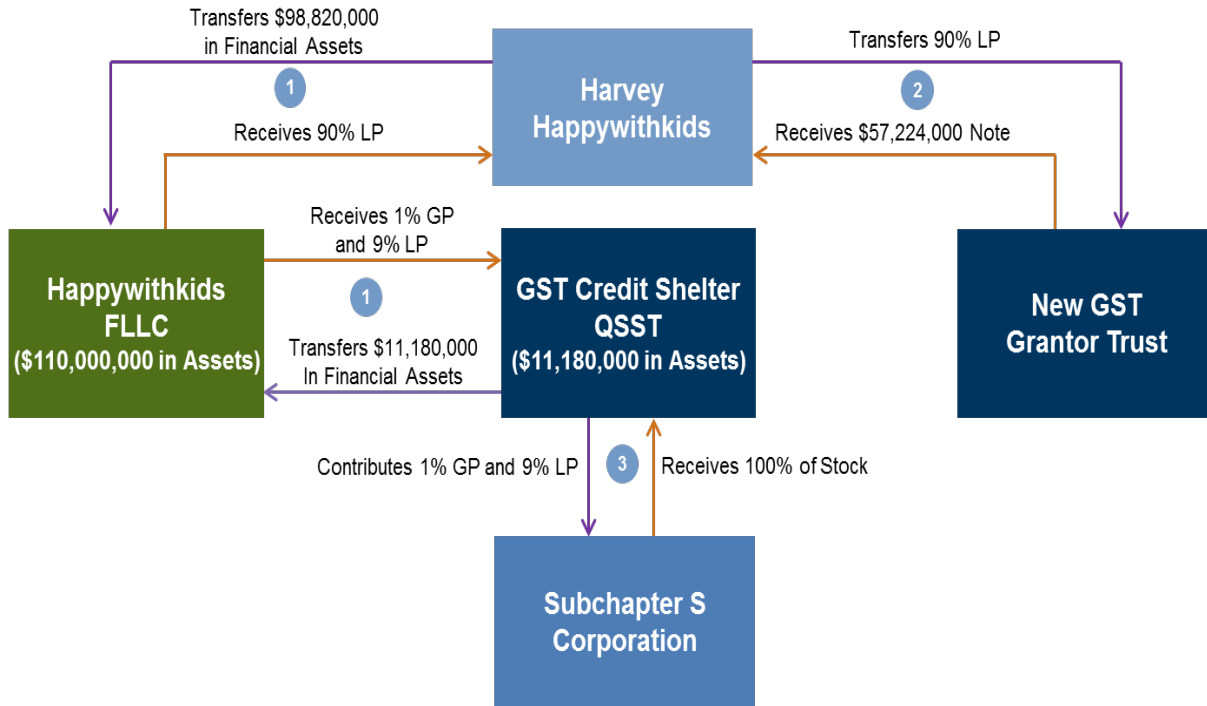 Transfers $98,820,000
in Financial Assets
1
Receives 90% LP
Harvey
Happywithkids
Transfers 90% LP
2
Receives $57,224,000 Note
Happywithkids
FLLC
($110,000,000 in Assets)
Receives 1% GP
and 9% LP
1
Transfers $11,180,000
In Financial Assets
GST Credit Shelter
QSST
($11,180,000 in Assets)
New GST
Grantor Trust
Contributes 1% GP and 9% LP
3
Receives 100% of Stock
Subchapter S
Corporation